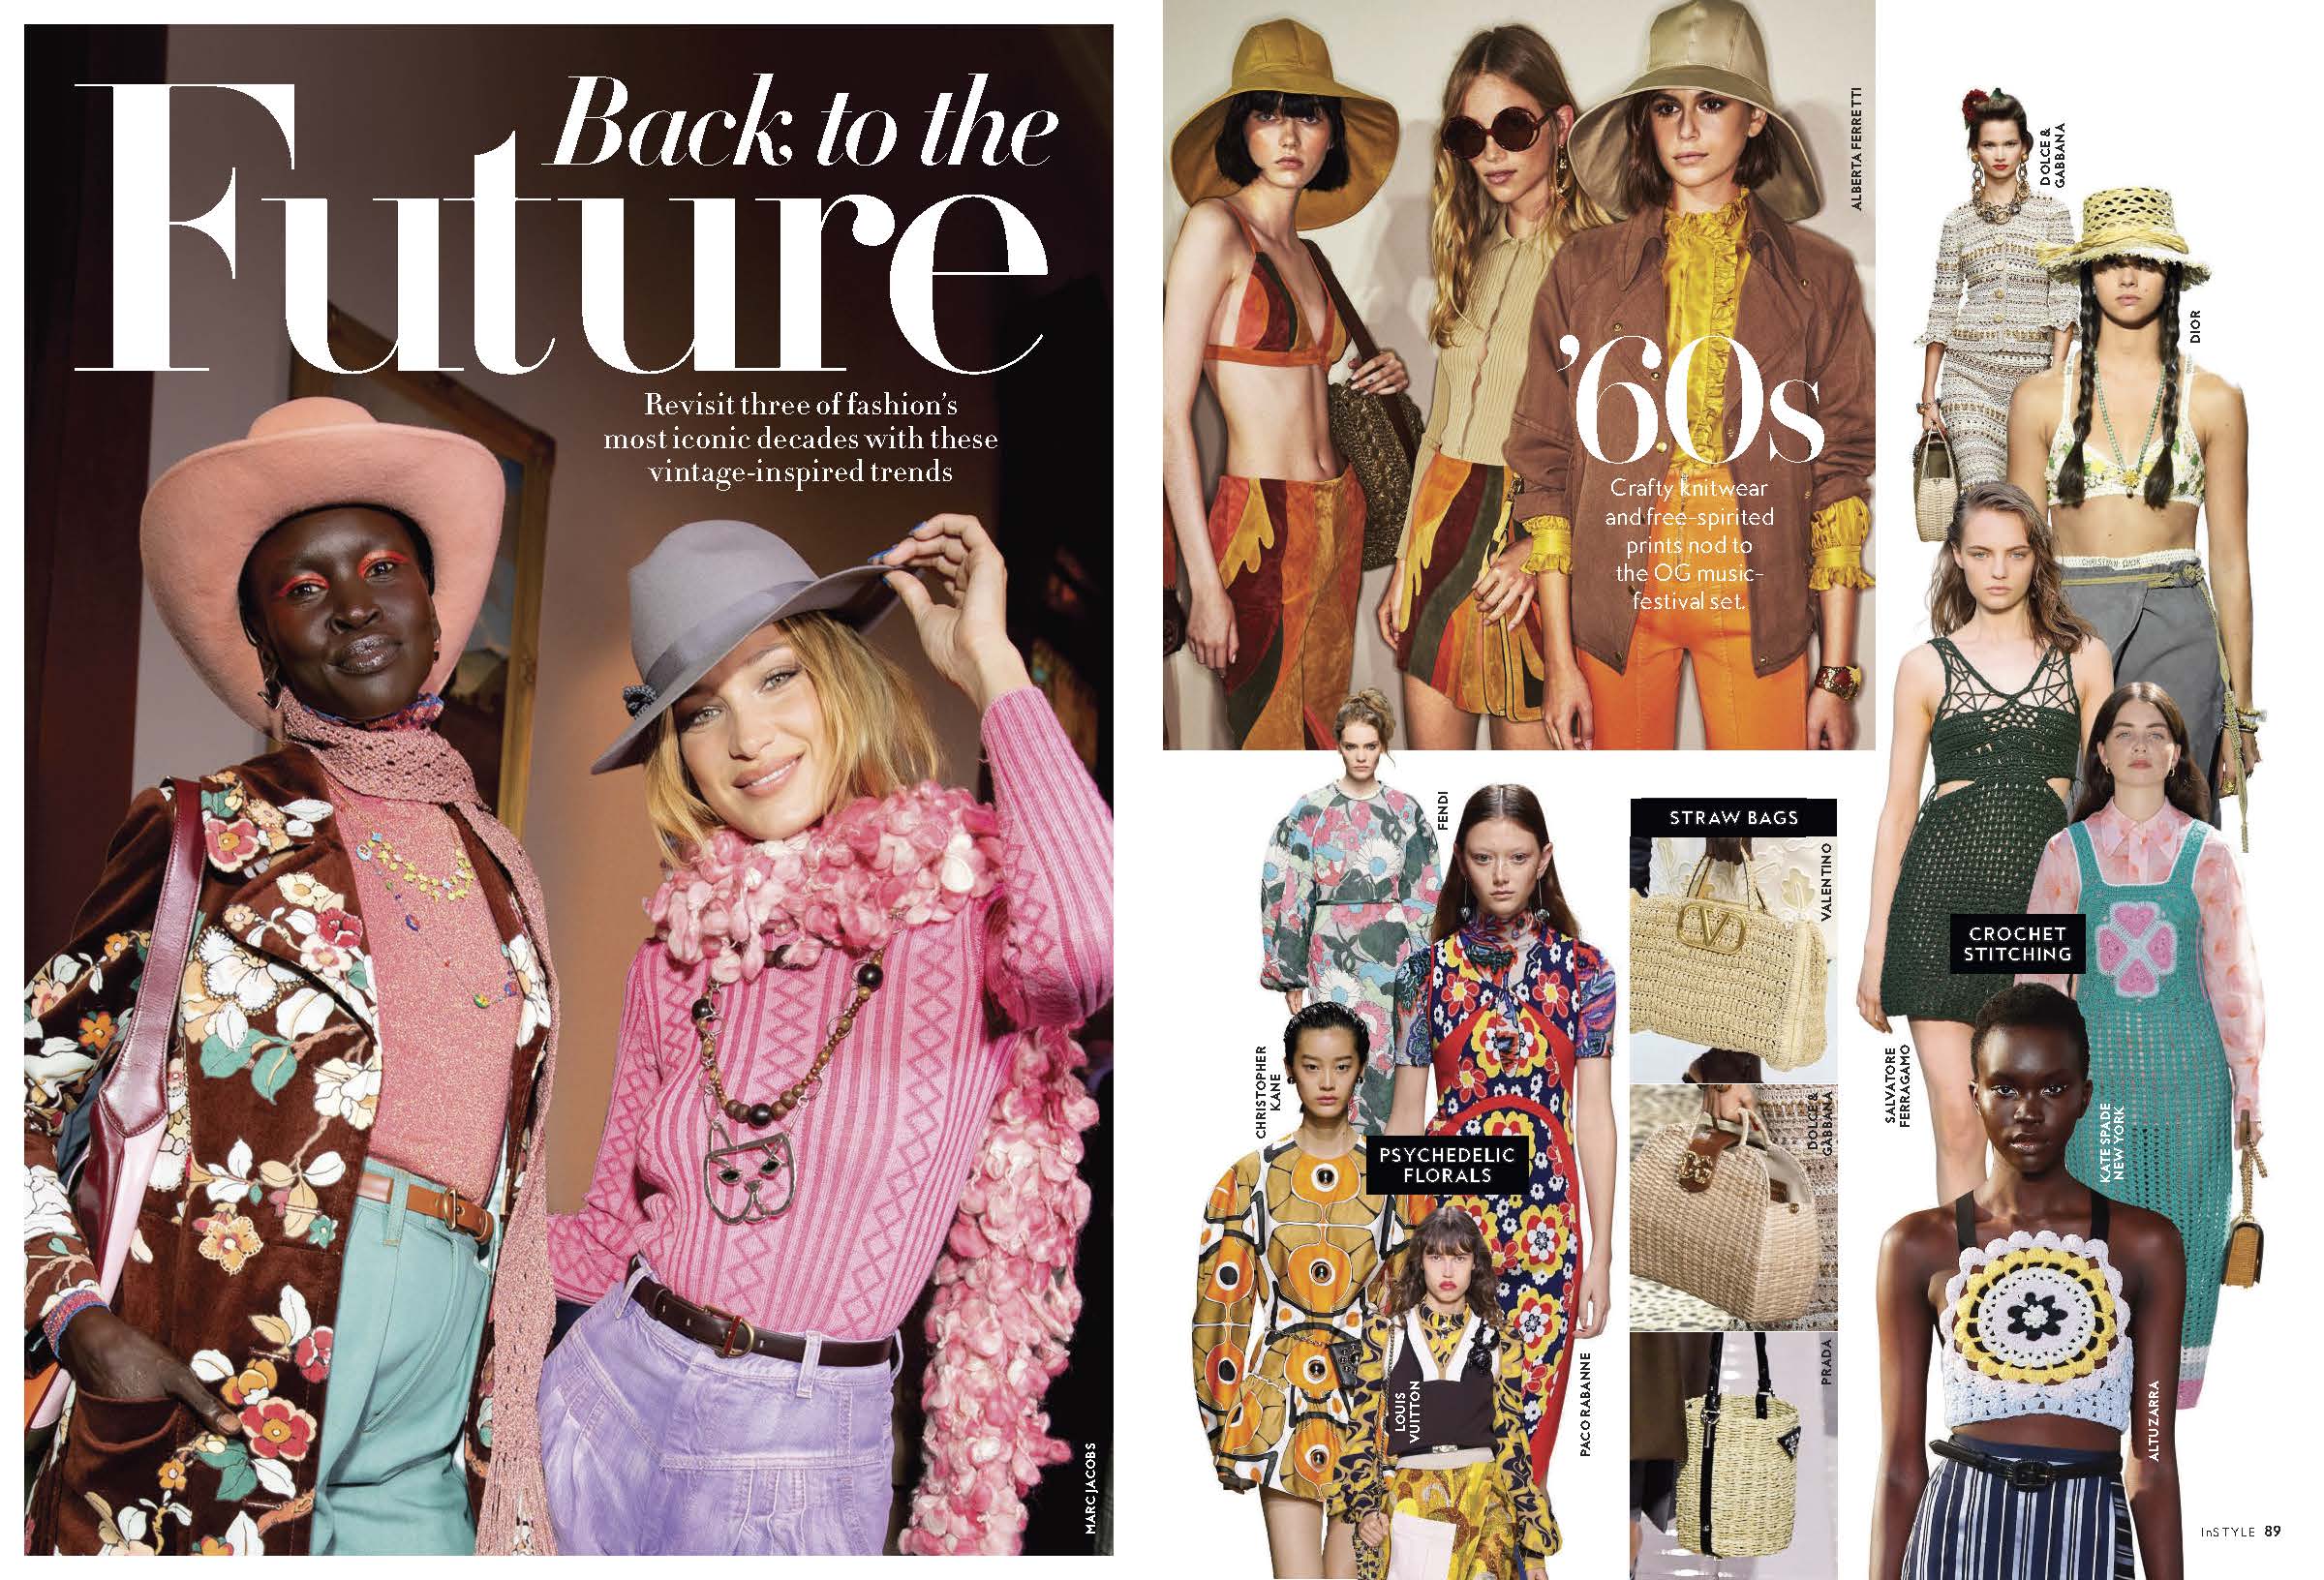 Back to the
Future
Revisit three of fashion's
most iconic decades with these
vintage-inspired trends
MARC JACOBS
ALBERTA FERRETTI
'60s
Crafty knitwear
and free-spirited
prints nod to
the OG music-
festival set.
DOLCE &
GABBANA
DIOR
CHRISTIAN DIOR
FENDI
STRAW BAGS
VALENTINO
CROCHET
STITCHING
CHRISTOPHER
KANE
PSYCHEDELIC
FLORALS
DOLCE &
GABBANA
SALVATORE
FERRAGAMO
KATE SPADE
NEW YORK
LOUIS
VUITTON
PACO RABANNE
PRADA
ALTUZARRA
InSTYLE 89